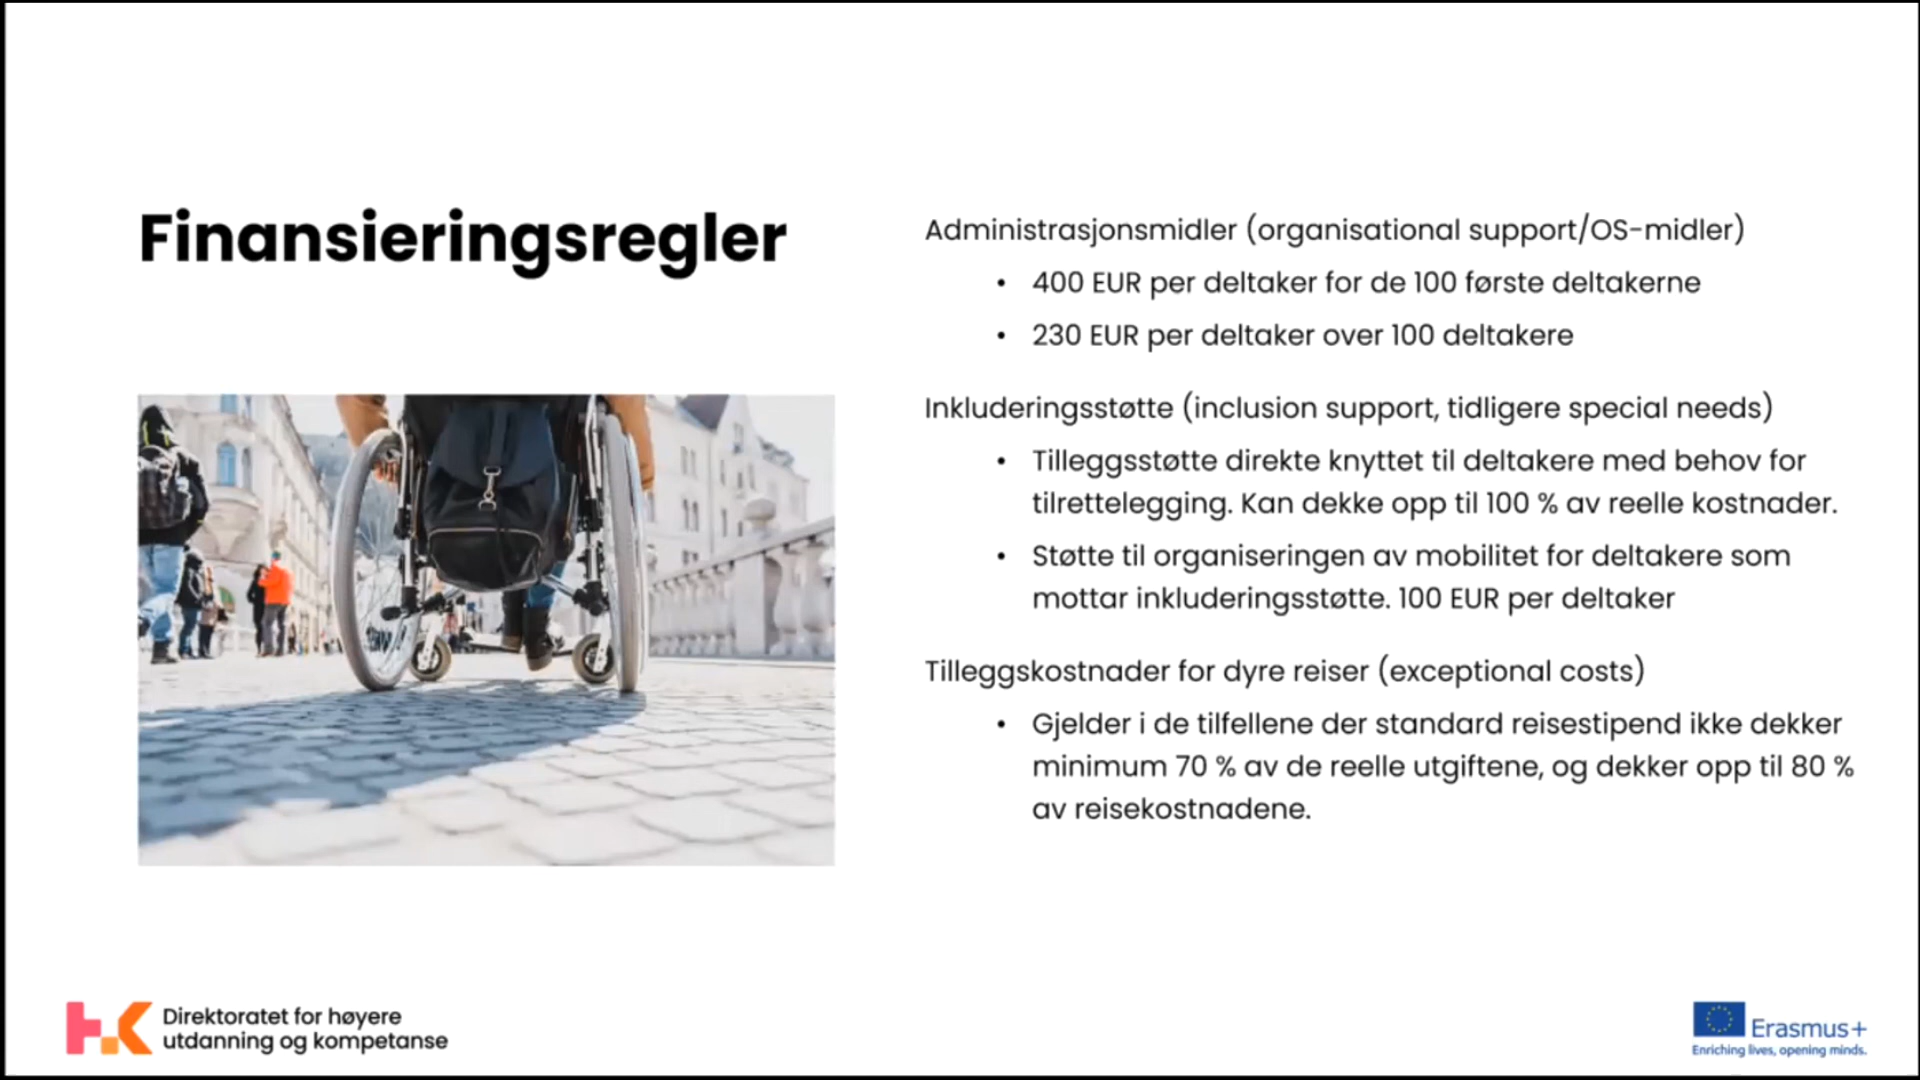 Finansieringsregler
Administrasjonsmidler (organisational support/OS-midler)
• 400 EUR per deltaker for de 100 første deltakerne
• 230 EUR per deltaker over 100 deltakere
Inkluderingsstøtte (inclusion support, tidligere special needs)
• Tilleggsstøtte direkte knyttet til deltakere med behov for
tilrettelegging. Kan dekke opp til 100 % av reelle kostnader.
• Støtte til organiseringen av mobilitet for deltakere som
mottar inkluderingsstøtte. 100 EUR per deltaker
Tilleggskostnader for dyre reiser (exceptional costs)
• Gjelder i de tilfellene der standard reisestipend ikke dekker
minimum 70 % av de reelle utgiftene, og dekker opp til 80 %
av reisekostnadene.
HK
Direktoratet for høyere
utdanning og kompetanse
Erasmus+
Enriching lives, opening minds.